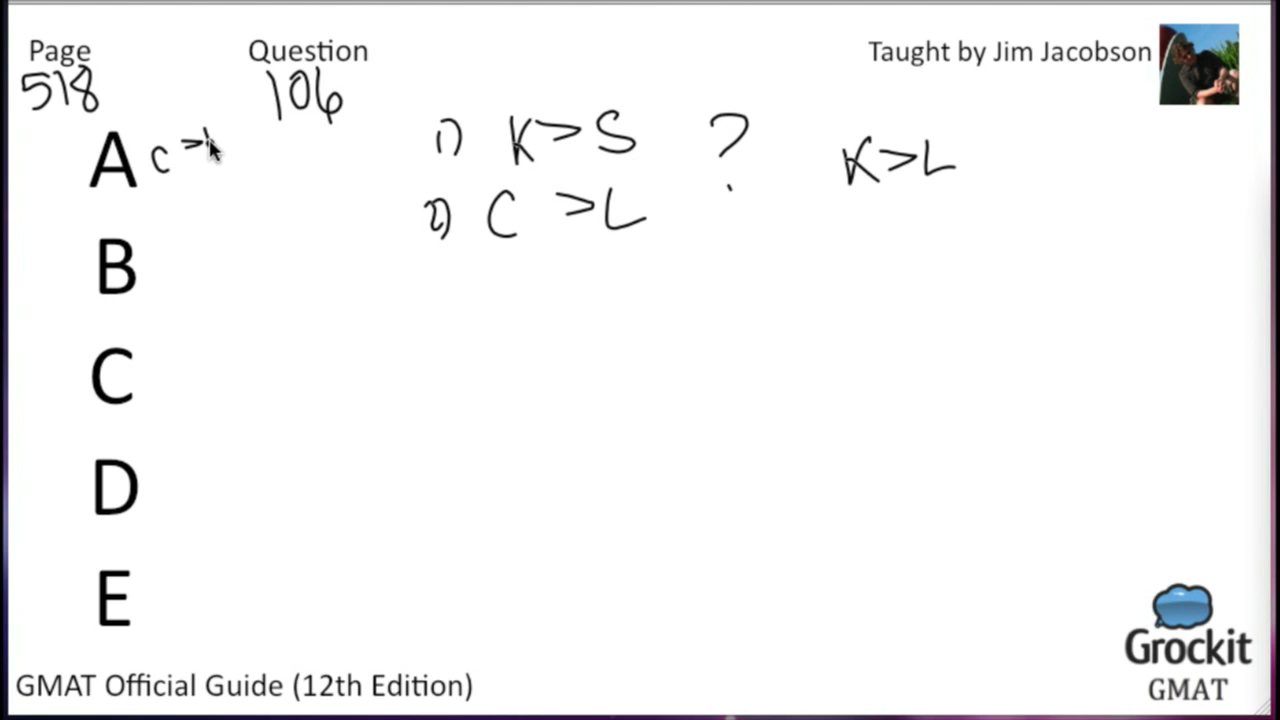 Page Question Taught by Jim Jacobson
518 106
A C > 1) K > S ? K > L
2) C > L
B
C
D
E
Grockit
GMAT
GMAT Official Guide (12th Edition)